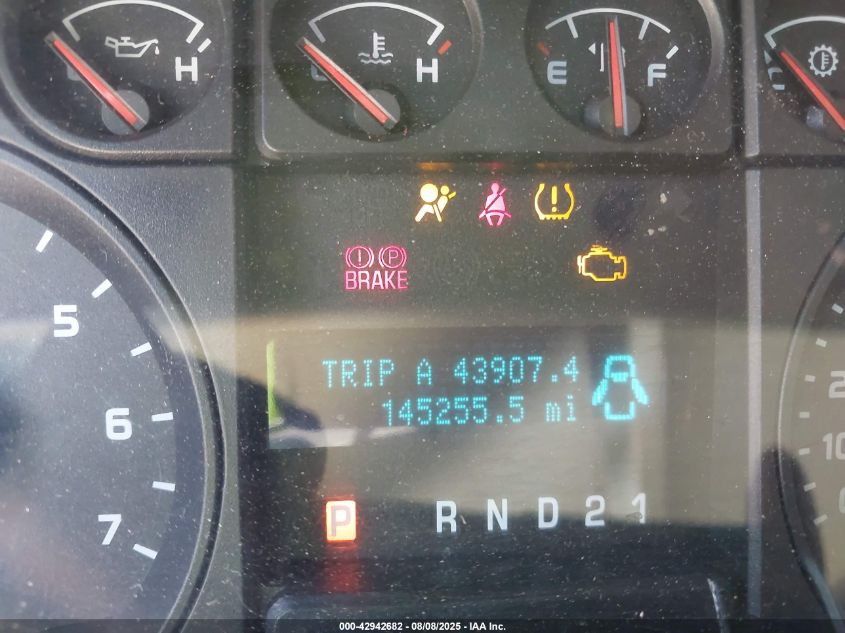 H
H
E F
5
BRAKE
TRIP A 43907.4
6
145255.5 mi
7
P R N D 2 1
000-42942682 - 08/08/2025 - IAA Inc.